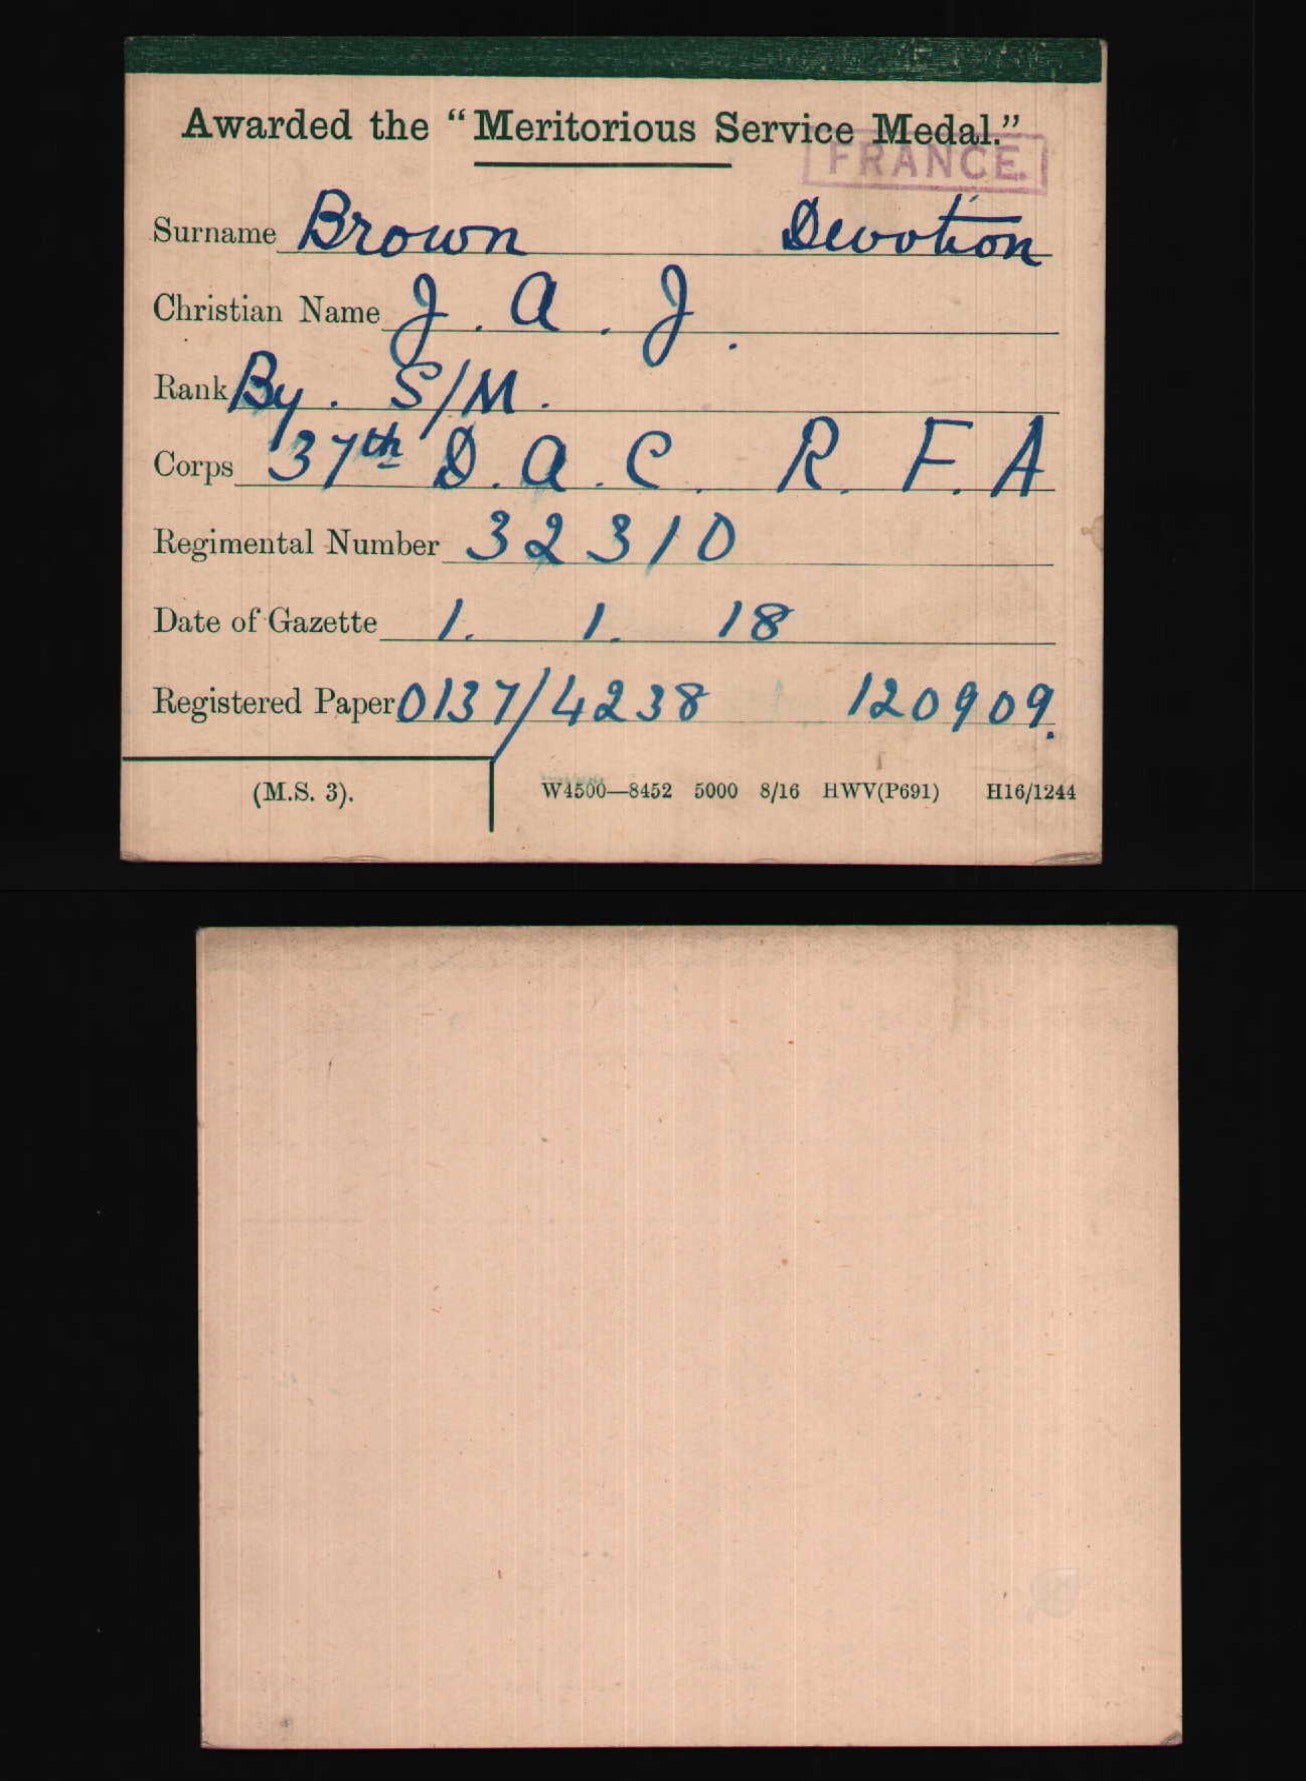 Awarded the "Meritorious Service Medal."
FRANCE.
Surname Brown Devotion
Christian Name J. A. J.
Rank By. S/M.
Corps 37th D.A.C. R.F.A
Regimental Number 32310
Date of Gazette 1. 1. 18
Registered Paper 0137/4238 120909.
(M.S. 3). W4500—8452 5000 8/16 HWV(P691) H16/1244